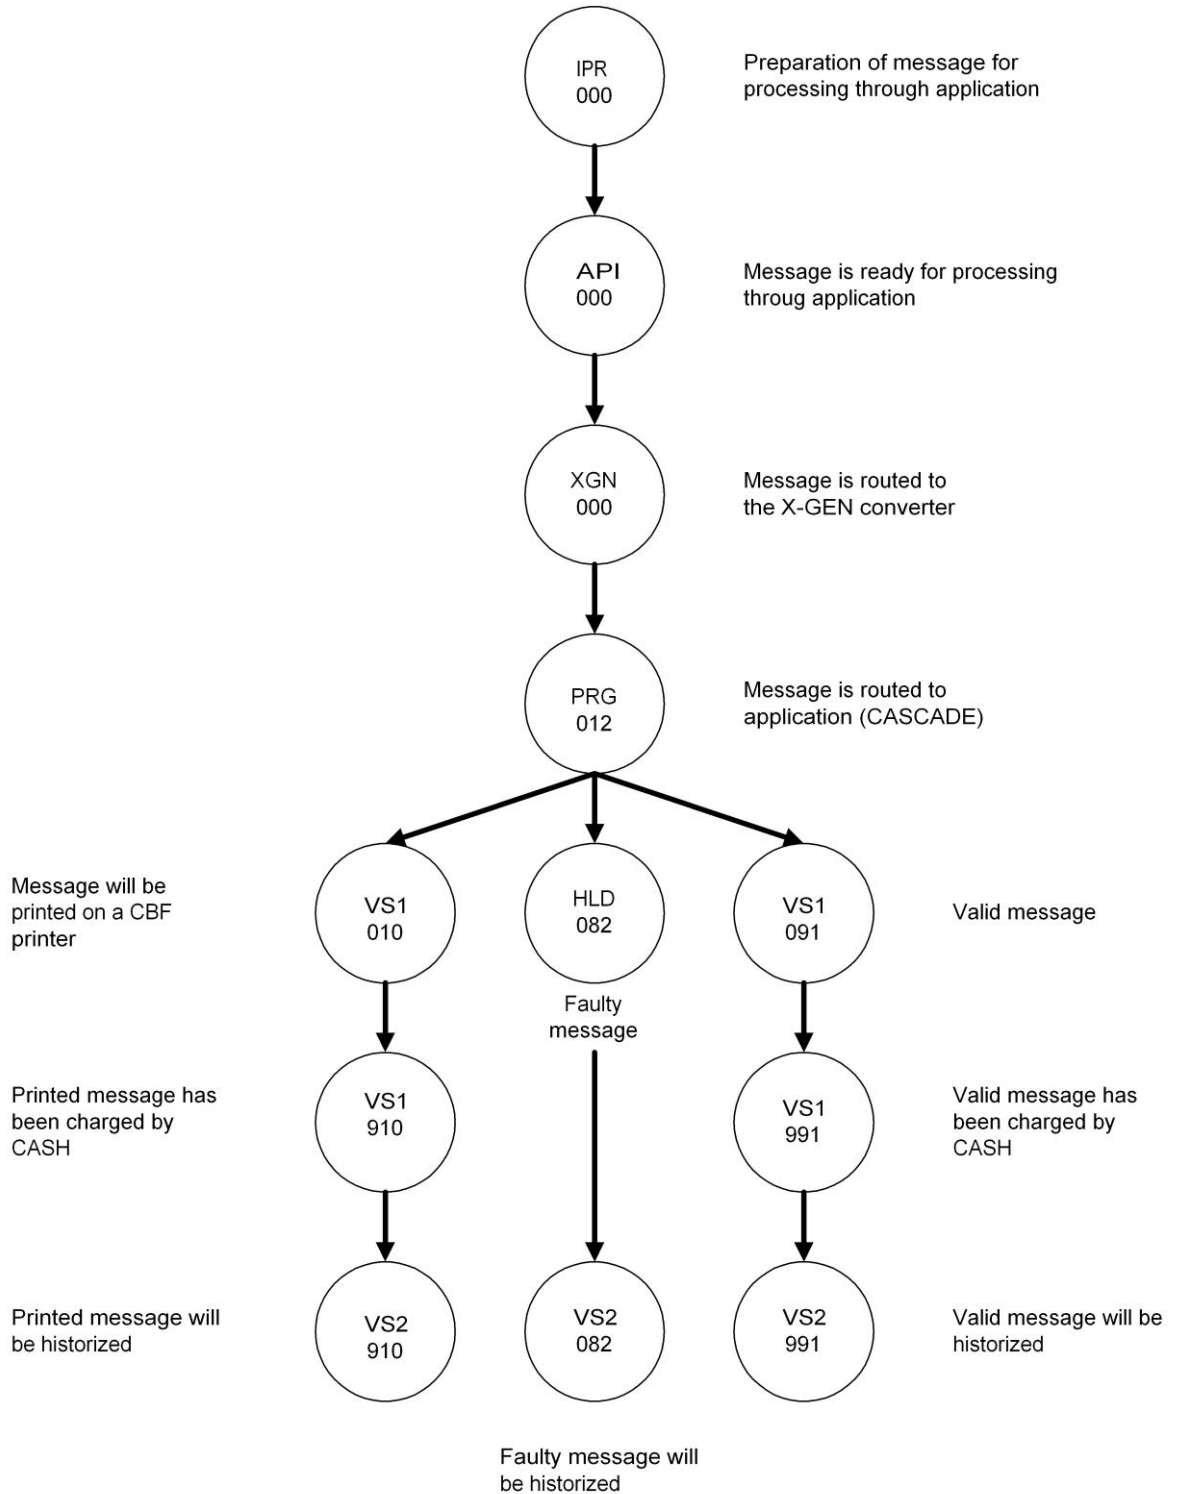 IPR
000
Preparation of message for
processing through application
API
000
Message is ready for processing
throug application
XGN
000
Message is routed to
the X-GEN converter
PRG
012
Message is routed to
application (CASCADE)
Message will be
printed on a CBF
printer
VS1
010
HLD
082
Faulty
message
VS1
091
Valid message
Printed message has
been charged by
CASH
VS1
910
VS1
991
Valid message has
been charged by
CASH
Printed message will
be historized
VS2
910
VS2
082
VS2
991
Valid message will be
historized
Faulty message will
be historized